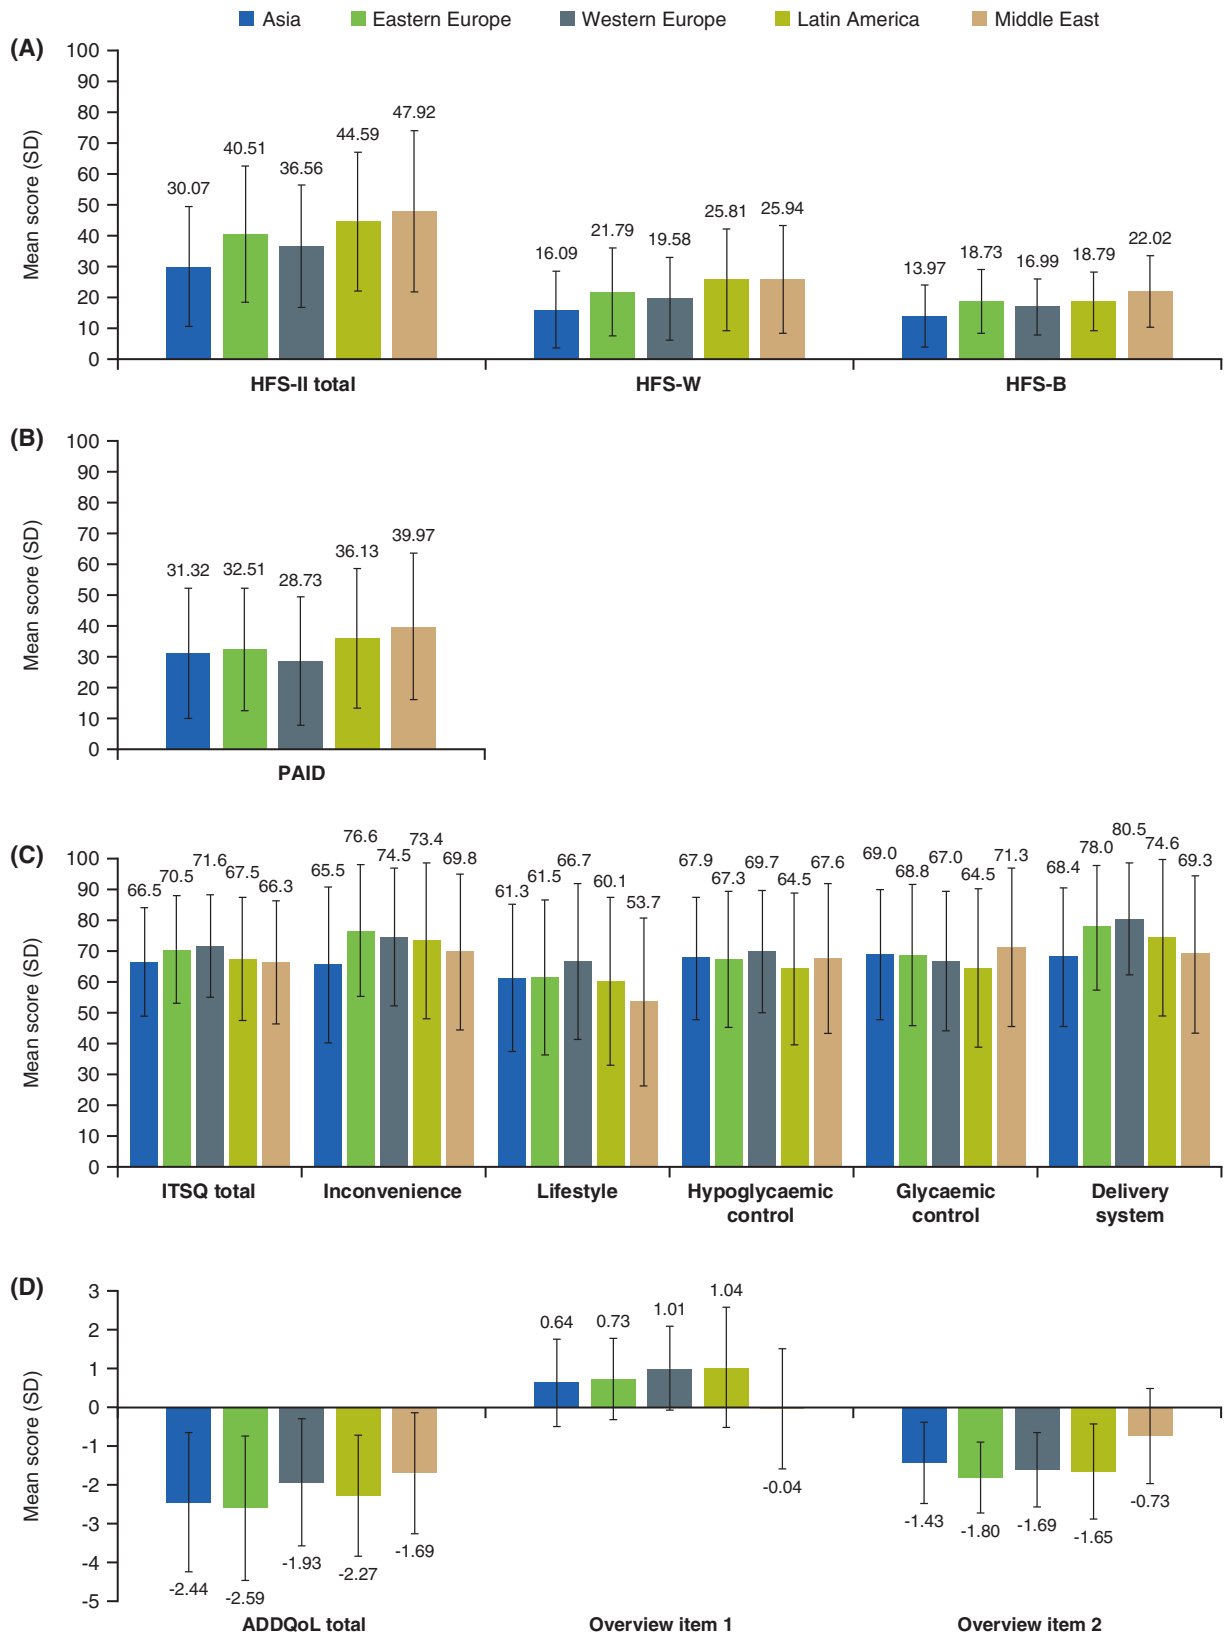 Asia Eastern Europe Western Europe Latin America Middle East
(A)
Mean score (SD)
100
90
80
70
60
50
40
30
20
10
0
30.07 40.51 36.56 44.59 47.92
16.09 21.79 19.58 25.81 25.94
13.97 18.73 16.99 18.79 22.02
HFS-II total HFS-W HFS-B
(B)
Mean score (SD)
100
90
80
70
60
50
40
30
20
10
0
31.32 32.51 28.73 36.13 39.97
PAID
(C)
Mean score (SD)
100
90
80
70
60
50
40
30
20
10
0
66.5 70.5 71.6 67.5 66.3
65.5 76.6 74.5 73.4 69.8
61.3 61.5 66.7 60.1 53.7
67.9 67.3 69.7 64.5 67.6
69.0 68.8 67.0 64.5 71.3
68.4 78.0 80.5 74.6 69.3
ITSQ total Inconvenience Lifestyle Hypoglycaemic Glycaemic Delivery
control control system
(D)
Mean score (SD)
3
2
1
0
-1
-2
-3
-4
-5
-2.44 -2.59 -1.93 -2.27 -1.69
0.64 0.73 1.01 1.04 -0.04
-1.43 -1.80 -1.69 -1.65 -0.73
ADDQoL total Overview item 1 Overview item 2